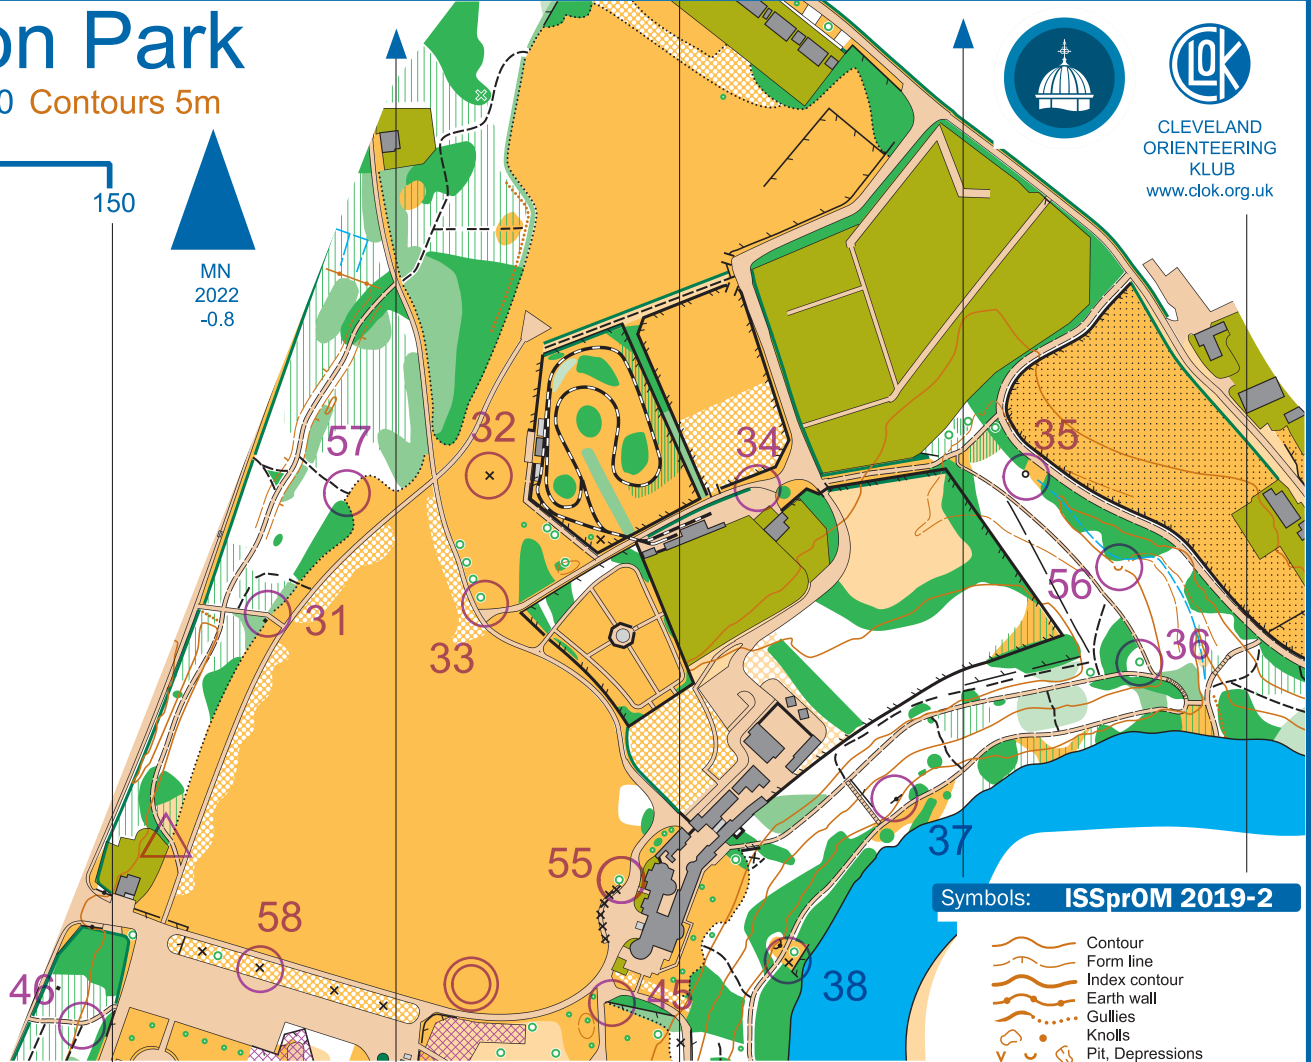 on Park
0 Contours 5m
150
MN
2022
-0.8
CLOK
CLEVELAND
ORIENTEERING
KLUB
www.clok.org.uk
57
32
34
35
31
33
56
36
37
55
58
38
46
45
Symbols: ISSprOM 2019-2
Contour
Form line
Index contour
Earth wall
Gullies
Knolls
Pit, Depressions